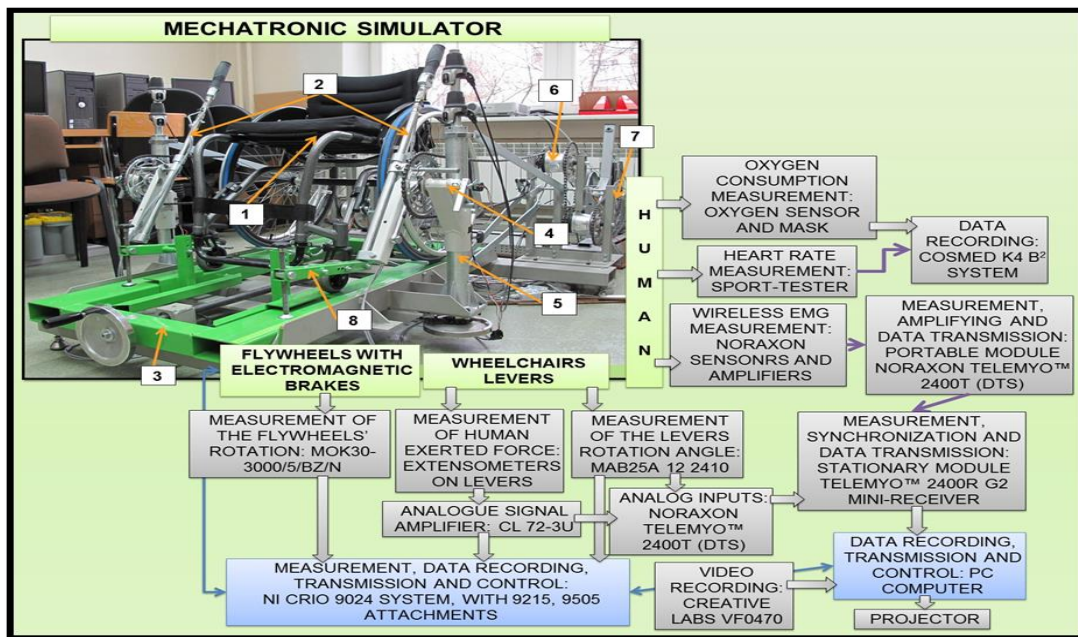 MECHATRONIC SIMULATOR
2
6
7
1
4
5
8
3
H
U
M
A
N
OXYGEN
CONSUMPTION
MEASUREMENT:
OXYGEN SENSOR
AND MASK
DATA
RECORDING:
COSMED K4 B²
SYSTEM
HEART RATE
MEASUREMENT:
SPORT-TESTER
WIRELESS EMG
MEASUREMENT:
NORAXON
SENSONRS AND
AMPLIFIERS
MEASUREMENT,
AMPLIFYING AND
DATA TRANSMISSION:
PORTABLE MODULE
NORAXON TELEMYO™
2400T (DTS)
FLYWHEELS WITH
ELECTROMAGNETIC
BRAKES
WHEELCHAIRS
LEVERS
MEASUREMENT OF
THE FLYWHEELS'
ROTATION: MOK30-
3000/5/BZ/N
MEASUREMENT
OF HUMAN
EXERTED FORCE:
EXTENSOMETERS
ON LEVERS
MEASUREMENT
OF THE LEVERS
ROTATION ANGLE:
MAB25A 12 2410
MEASUREMENT,
SYNCHRONIZATION AND
DATA TRANSMISSION:
STATIONARY MODULE
TELEMYO™ 2400R G2
MINI-RECEIVER
ANALOGUE SIGNAL
AMPLIFIER: CL 72-3U
ANALOG INPUTS:
NORAXON
TELEMYO™
2400T (DTS)
MEASUREMENT, DATA RECORDING,
TRANSMISSION AND CONTROL:
NI CRIO 9024 SYSTEM, WITH 9215, 9505
ATTACHMENTS
VIDEO
RECORDING:
CREATIVE
LABS VF0470
DATA RECORDING,
TRANSMISSION AND
CONTROL: PC
COMPUTER
PROJECTOR